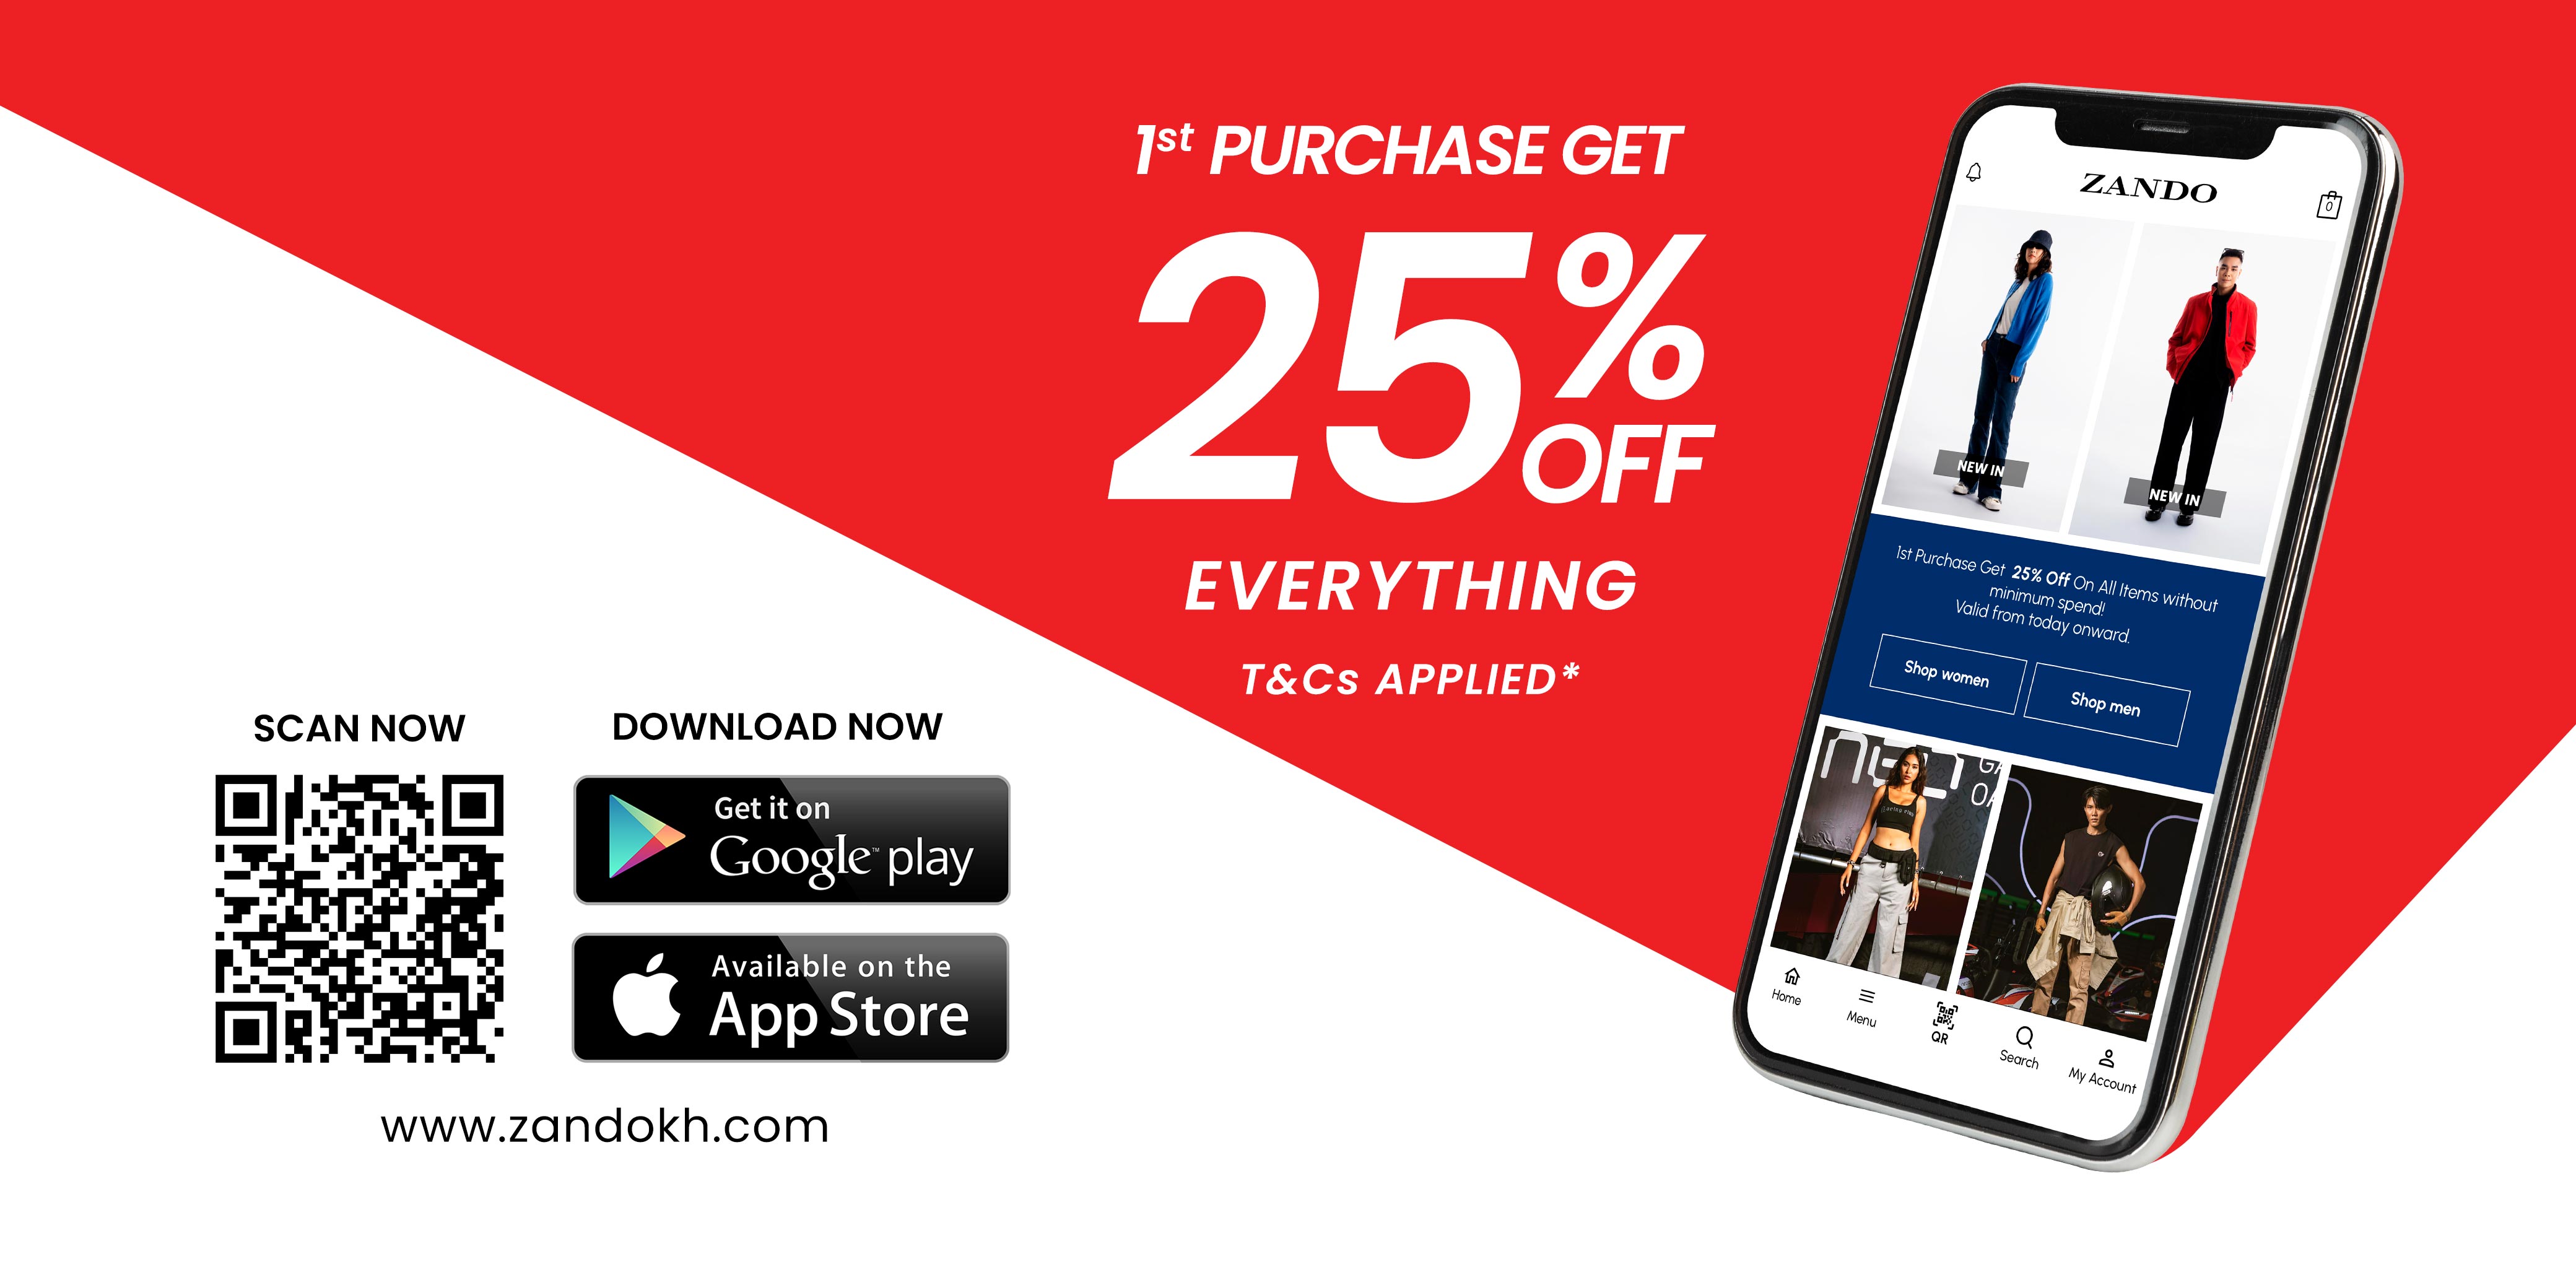 1st PURCHASE GET
25%
OFF
EVERYTHING
T&Cs APPLIED*
SCAN NOW
DOWNLOAD NOW
Get it on
Google™ play
Available on the
App Store
www.zandokh.com
ZANDO
0
NEW IN
NEW IN
1st Purchase Get 25% Off On All Items without
minimum spend!
Valid from today onward.
Shop women
Shop men
Home
Menu
QR
Search
My Account